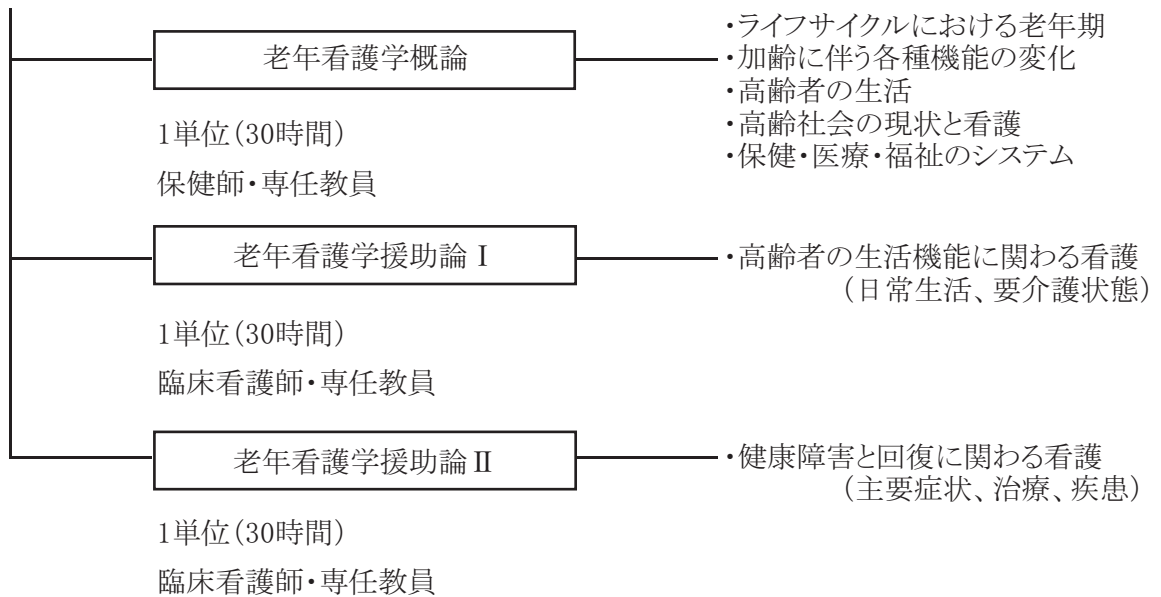 老年看護学概論
1単位(30時間)
保健師・専任教員
・ライフサイクルにおける老年期
・加齢に伴う各種機能の変化
・高齢者の生活
・高齢社会の現状と看護
・保健・医療・福祉のシステム
老年看護学援助論Ⅰ
1単位(30時間)
臨床看護師・専任教員
・高齢者の生活機能に関わる看護
(日常生活、要介護状態)
老年看護学援助論Ⅱ
1単位(30時間)
臨床看護師・専任教員
・健康障害と回復に関わる看護
(主要症状、治療、疾患)